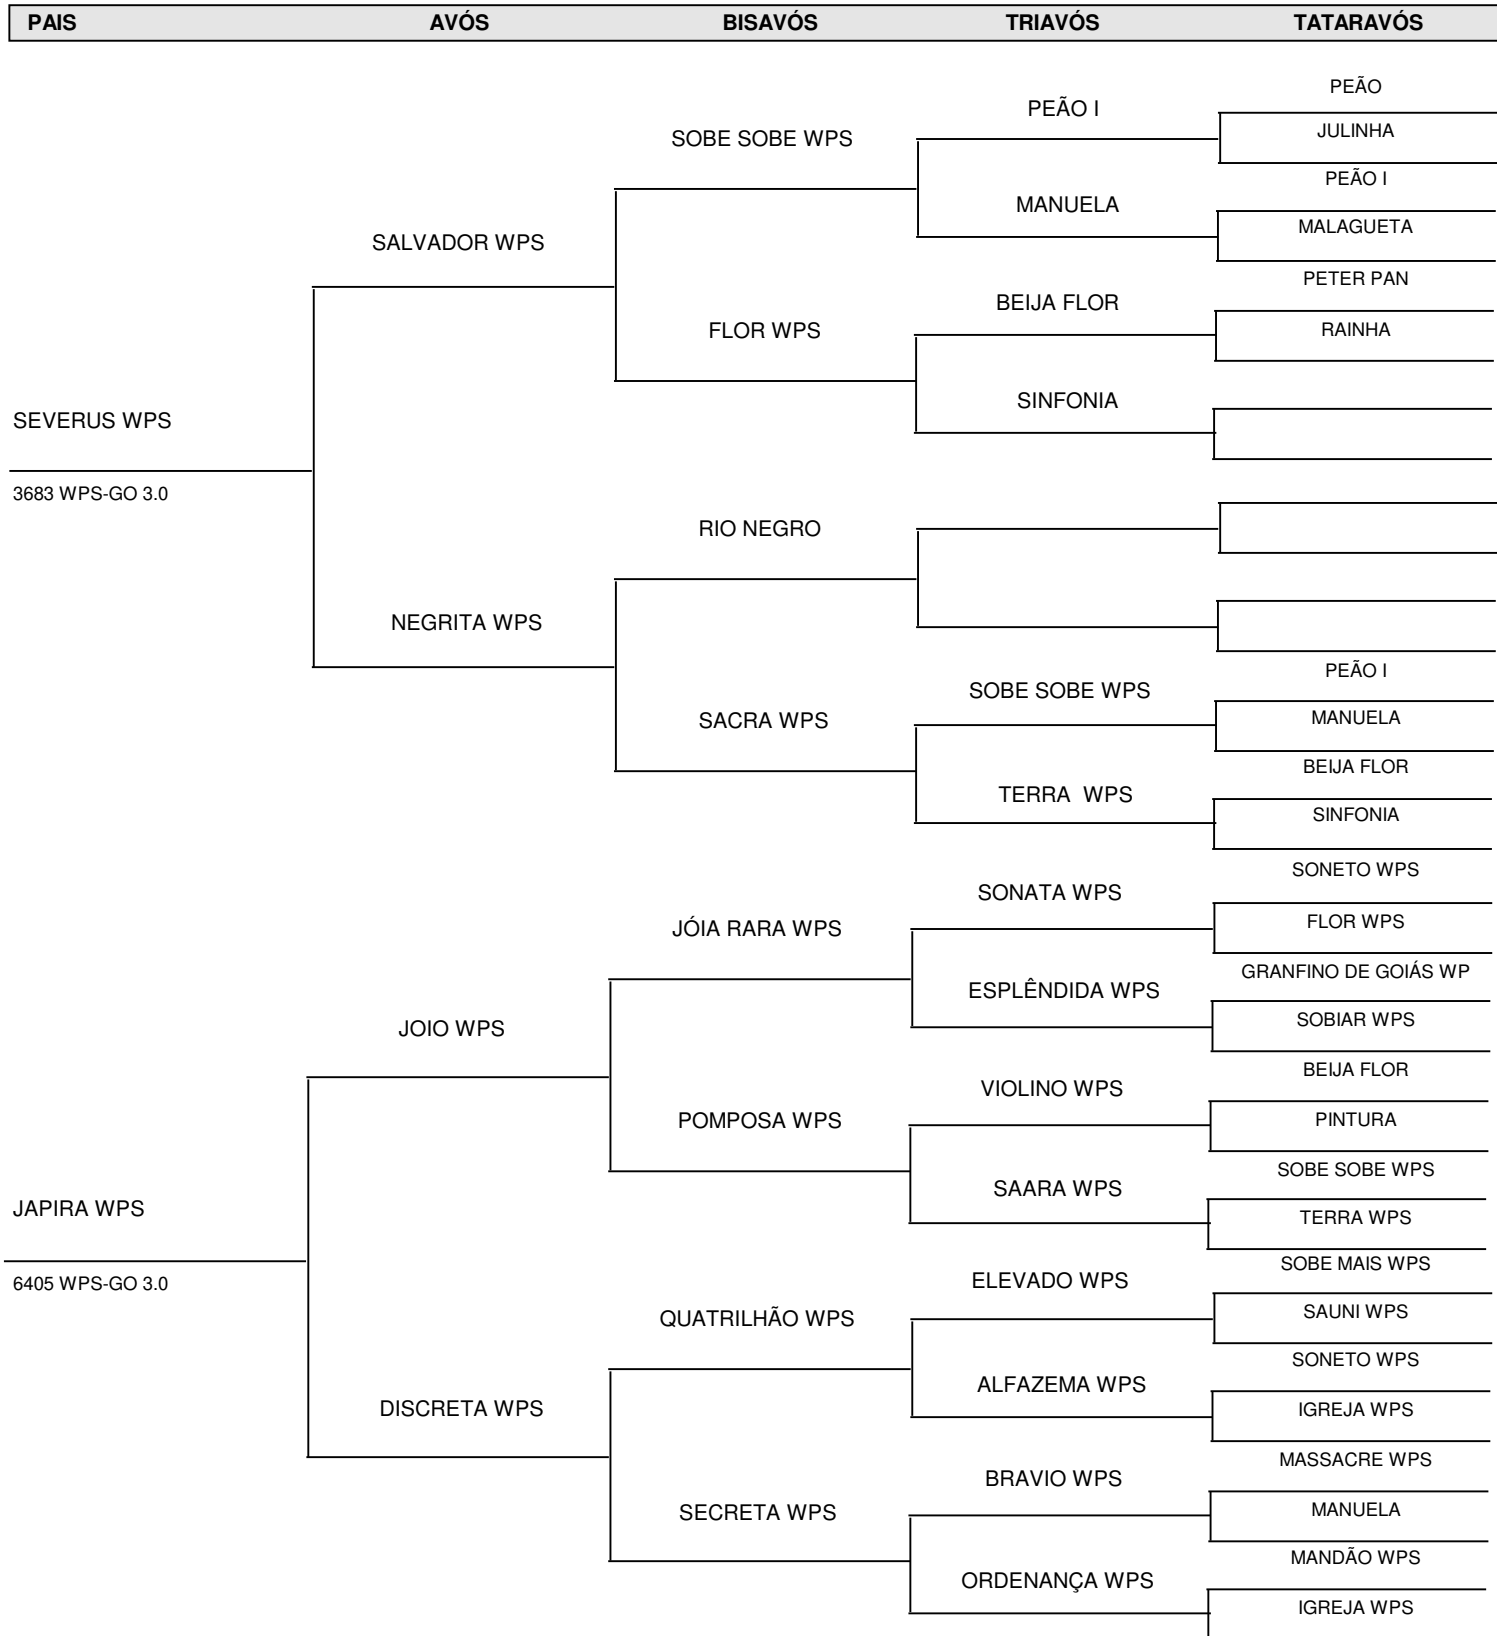 PAIS AVÓS BISAVÓS TRIAVÓS TATARAVÓS
PEÃO
PEÃO I
JULINHA
SOBE SOBE WPS
PEÃO I
MANUELA
MALAGUETA
SALVADOR WPS
PETER PAN
BEIJA FLOR
FLOR WPS
RAINHA
SINFONIA
SEVERUS WPS
3683 WPS-GO 3.0
RIO NEGRO
NEGRITA WPS
PEÃO I
SOBE SOBE WPS
SACRA WPS
MANUELA
BEIJA FLOR
TERRA WPS
SINFONIA
SONETO WPS
SONATA WPS
JÓIA RARA WPS
FLOR WPS
GRANFINO DE GOIÁS WP
ESPLÊNDIDA WPS
SOBIAR WPS
JOIO WPS
BEIJA FLOR
VIOLINO WPS
POMPOSA WPS
PINTURA
SOBE SOBE WPS
SAARA WPS
JAPIRA WPS
TERRA WPS
SOBE MAIS WPS
6405 WPS-GO 3.0
ELEVADO WPS
QUATRILHÃO WPS
SAUNI WPS
SONETO WPS
ALFAZEMA WPS
DISCRETA WPS
IGREJA WPS
MASSACRE WPS
BRAVIO WPS
SECRETA WPS
MANUELA
MANDÃO WPS
ORDENANÇA WPS
IGREJA WPS